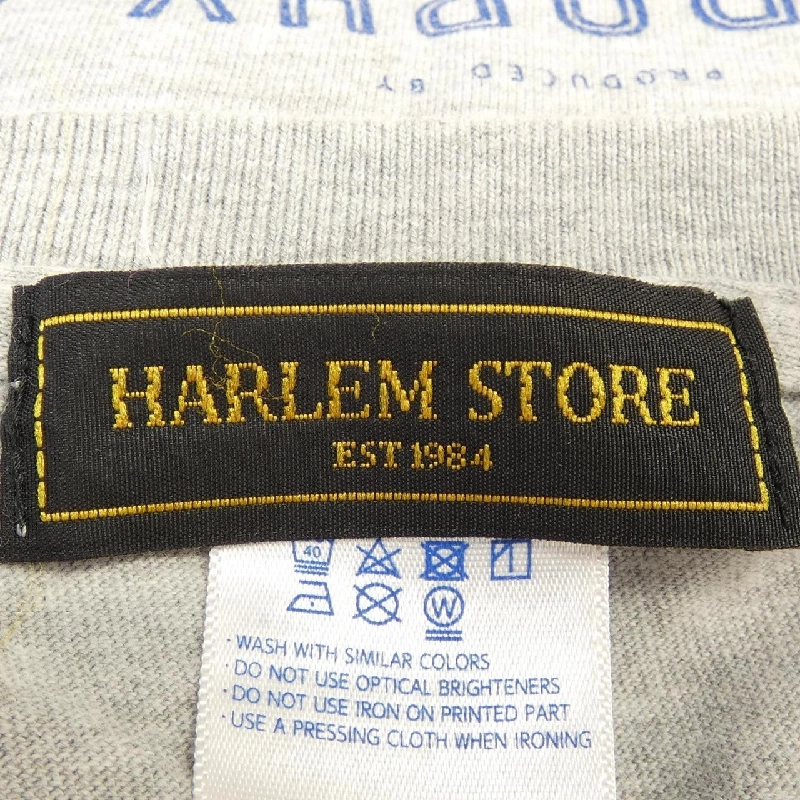 PRODUCED BY
HARLEM STORE
EST 1984
40
W
· WASH WITH SIMILAR COLORS
· DO NOT USE OPTICAL BRIGHTENERS
· DO NOT USE IRON ON PRINTED PART
· USE A PRESSING CLOTH WHEN IRONING